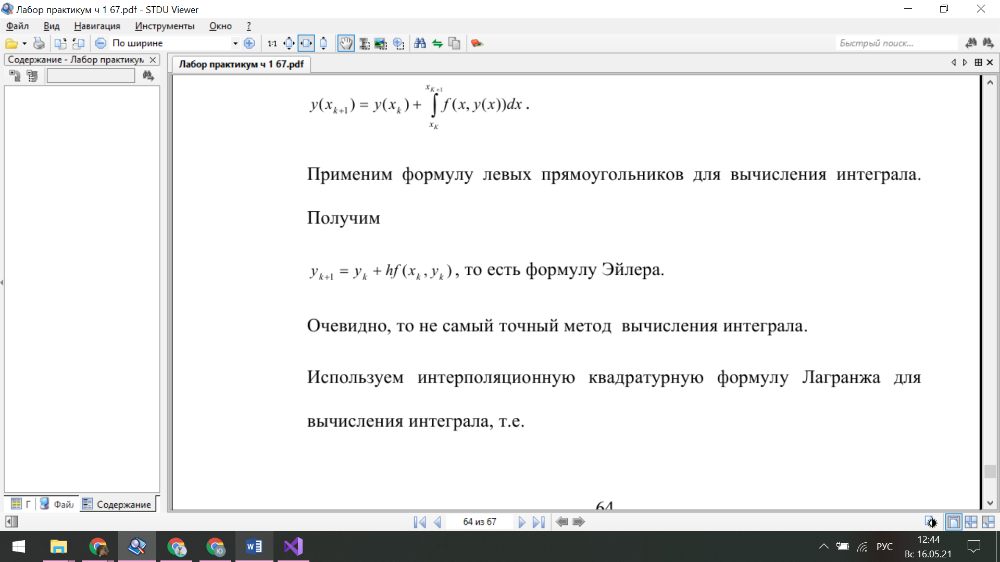 Лабор практикум ч 1 67.pdf - STDU Viewer
Файл Вид Навигация Инструменты Окно ?
По ширине 1:1 Быстрый поиск...
Содержание - Лабор практикум
Лабор практикум ч 1 67.pdf
y(x_{k+1}) = y(x_k) + ∫_{x_K}^{x_{K+1}} f(x, y(x))dx .
Применим формулу левых прямоугольников для вычисления интеграла.
Получим
y_{k+1} = y_k + hf(x_k, y_k), то есть формулу Эйлера.
Очевидно, то не самый точный метод вычисления интеграла.
Используем интерполяционную квадратурную формулу Лагранжа для
вычисления интеграла, т.е.
64
Г Файл Содержание
64 из 67
12:44
РУС
Вс 16.05.21